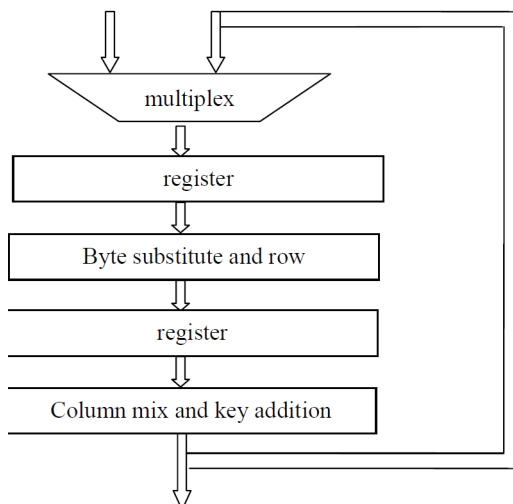 multiplex
register
Byte substitute and row
register
Column mix and key addition